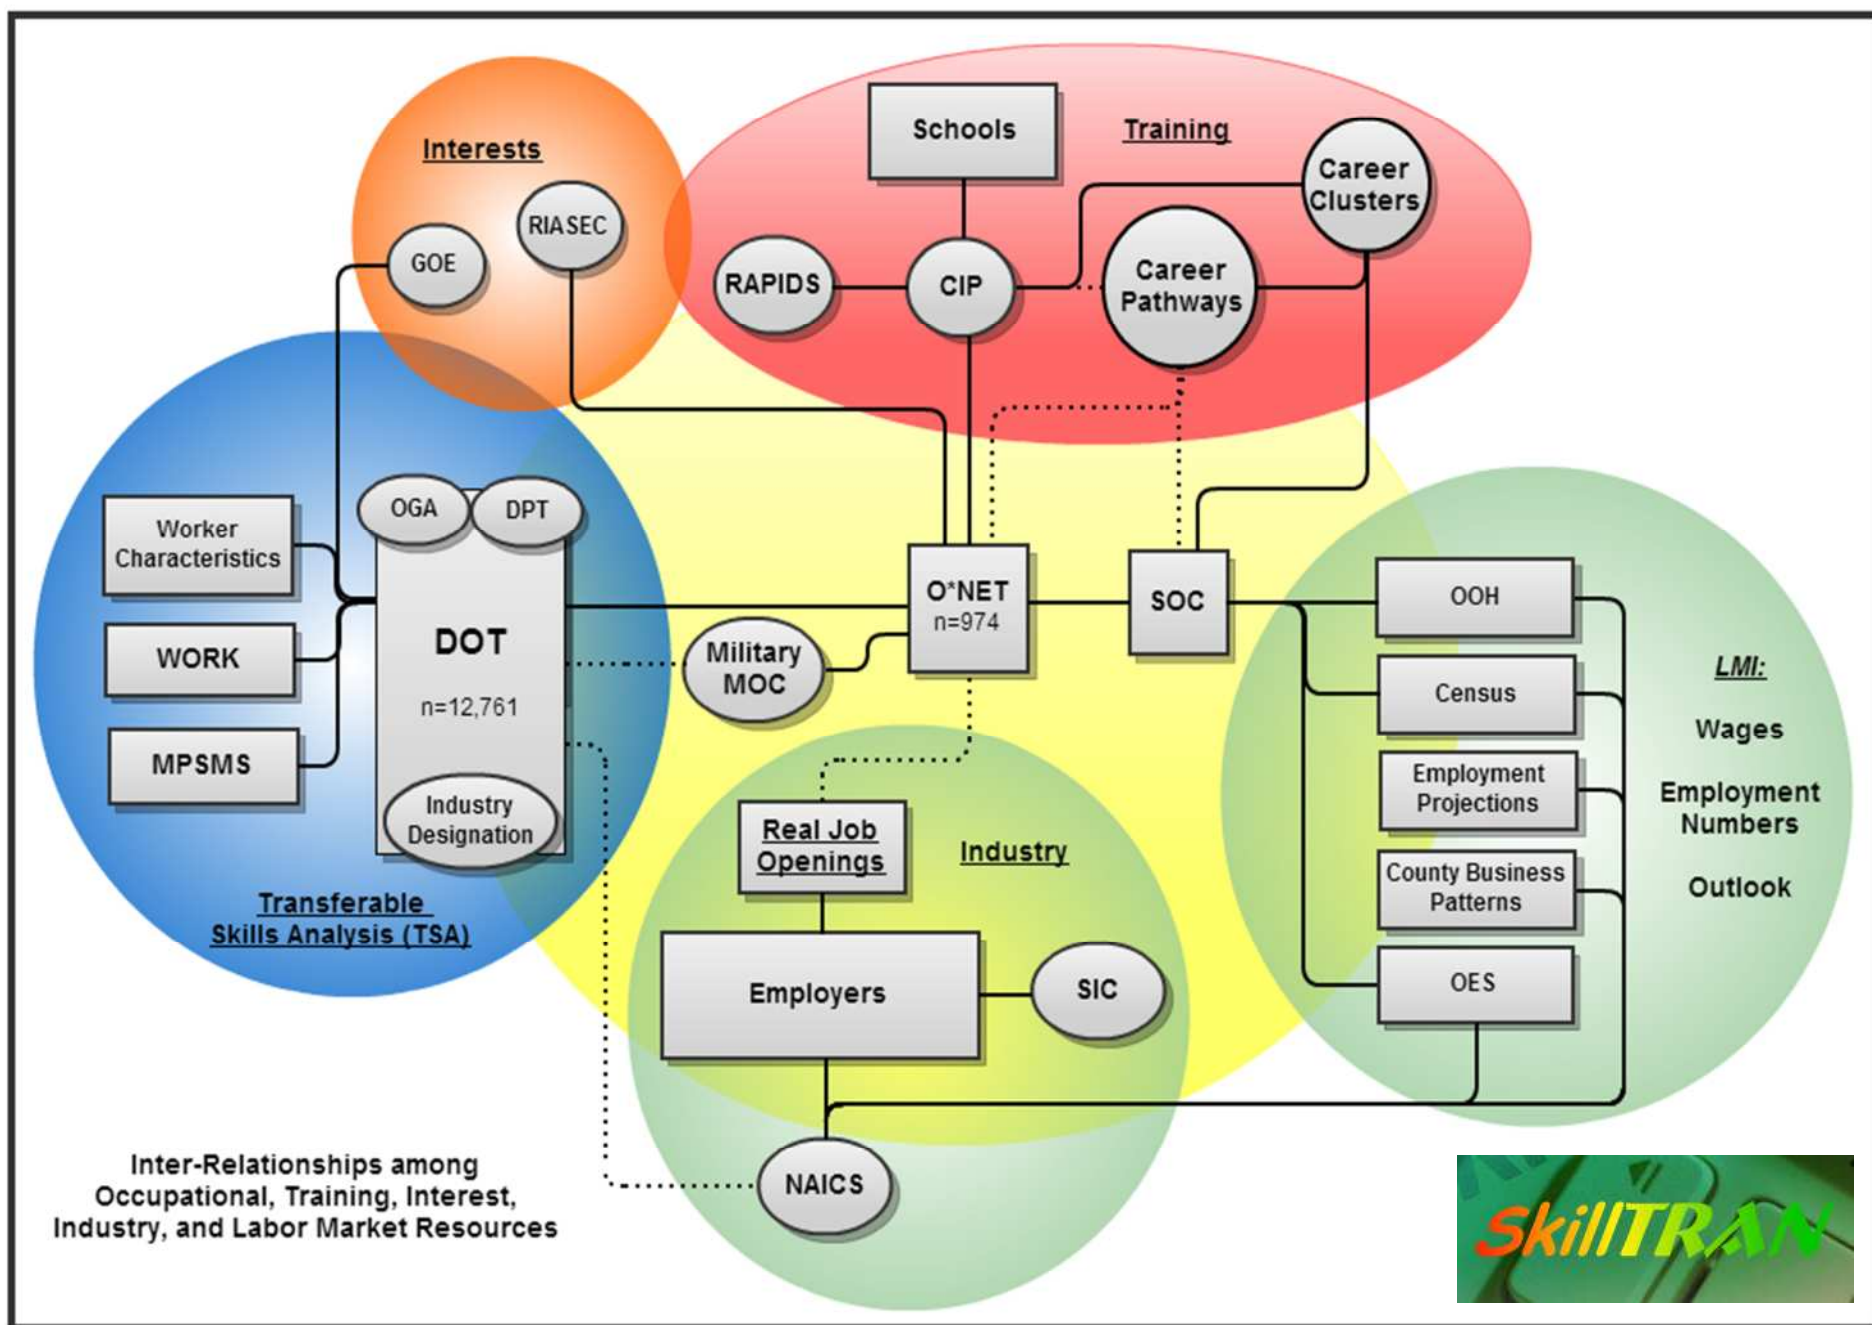 Interests
GOE
RIASEC
Schools
Training
Career
Clusters
RAPIDS
CIP
Career
Pathways
OGA
DPT
Worker
Characteristics
WORK
MPSMS
DOT
n=12,761
Industry
Designation
Transferable
Skills Analysis (TSA)
Military
MOC
O*NET
n=974
SOC
OOH
Census
Employment
Projections
County Business
Patterns
OES
LMI:
Wages
Employment
Numbers
Outlook
Real Job
Openings
Industry
Employers
SIC
NAICS
Inter-Relationships among
Occupational, Training, Interest,
Industry, and Labor Market Resources
SkillTRAN